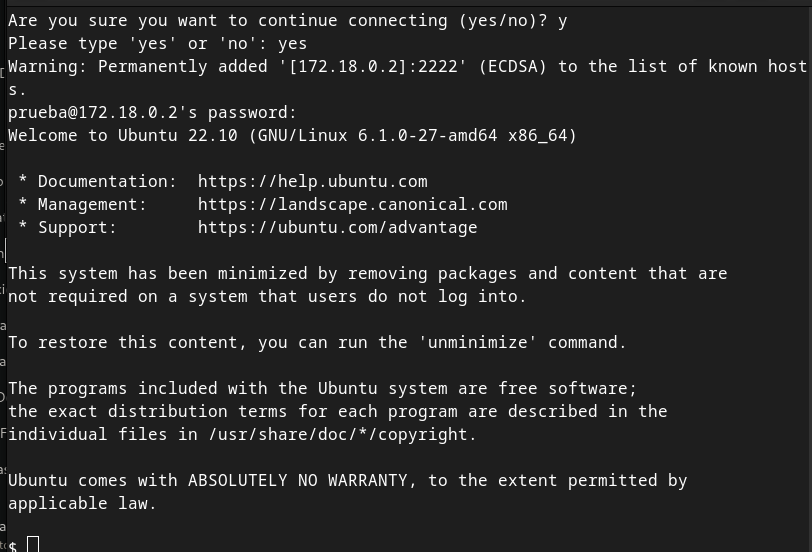 Are you sure you want to continue connecting (yes/no)? y
Please type 'yes' or 'no': yes
Warning: Permanently added '[172.18.0.2]:2222' (ECDSA) to the list of known host
s.
prueba@172.18.0.2's password:
Welcome to Ubuntu 22.10 (GNU/Linux 6.1.0-27-amd64 x86_64)
* Documentation:  https://help.ubuntu.com
* Management:     https://landscape.canonical.com
* Support:        https://ubuntu.com/advantage
This system has been minimized by removing packages and content that are
not required on a system that users do not log into.
To restore this content, you can run the 'unminimize' command.
The programs included with the Ubuntu system are free software;
the exact distribution terms for each program are described in the
individual files in /usr/share/doc/*/copyright.
Ubuntu comes with ABSOLUTELY NO WARRANTY, to the extent permitted by
applicable law.
$